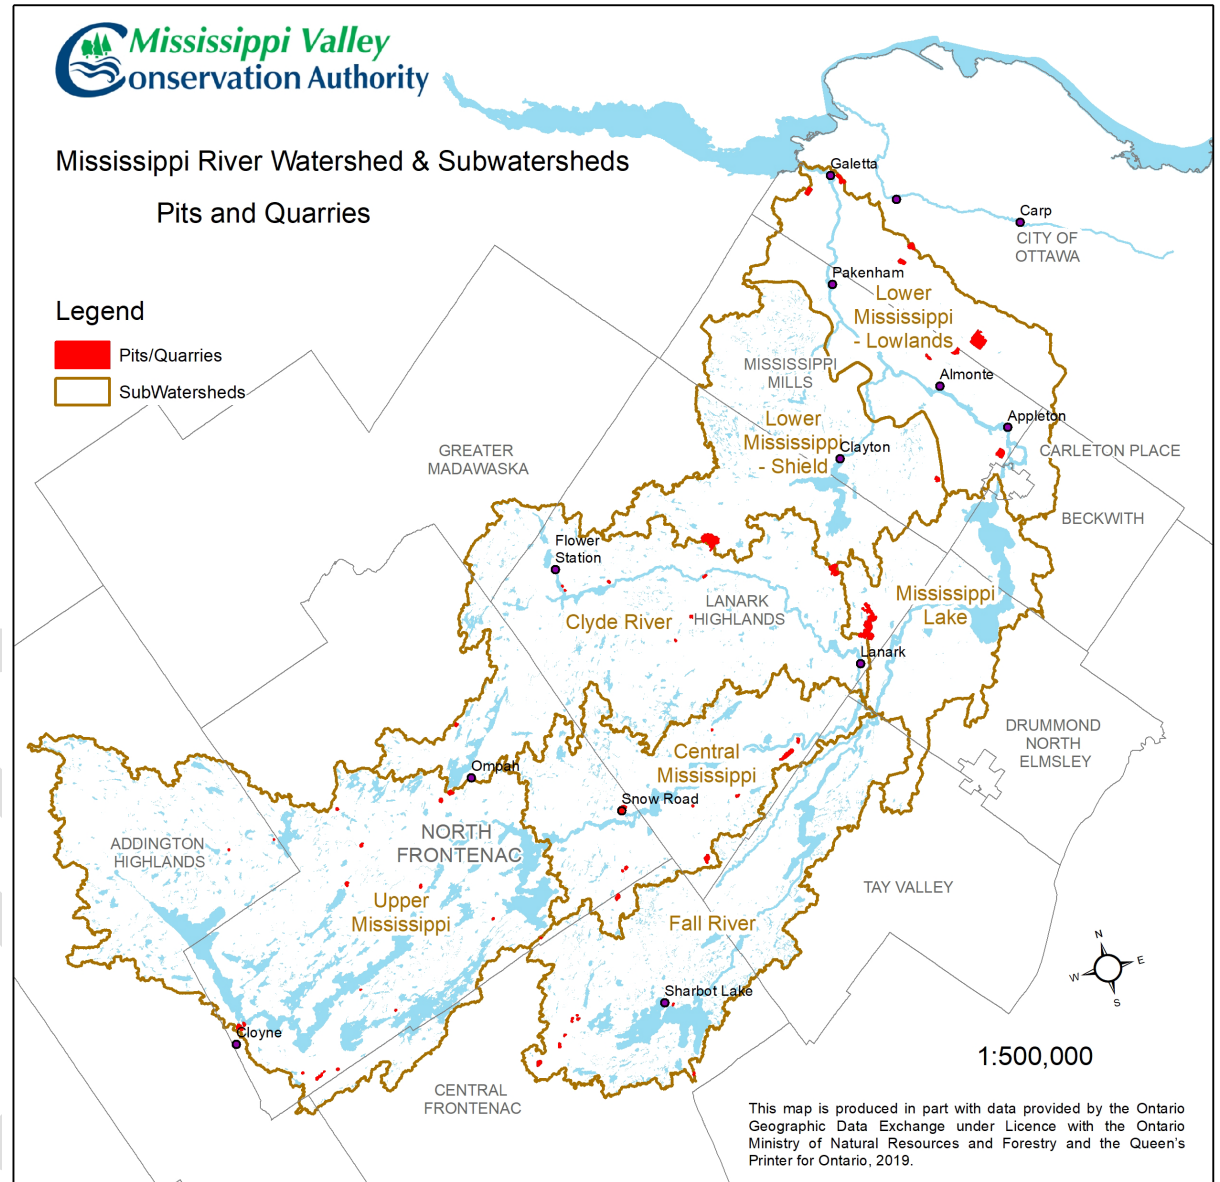 Mississippi Valley
Conservation Authority
Mississippi River Watershed & Subwatersheds
Pits and Quarries
Legend
Pits/Quarries
SubWatersheds
Galetta
Carp
CITY OF
OTTAWA
Pakenham
Lower
Mississippi
- Lowlands
MISSISSIPPI
MILLS
Almonte
Appleton
Lower
Mississippi
- Shield
Clayton
CARLETON PLACE
GREATER
MADAWASKA
BECKWITH
Flower
Station
LANARK
HIGHLANDS
Mississippi
Lake
Clyde River
Lanark
DRUMMOND
NORTH
ELMSLEY
Central
Mississippi
Ompah
Snow Road
NORTH
FRONTENAC
ADDINGTON
HIGHLANDS
TAY VALLEY
Upper
Mississippi
Fall River
N
E
W
S
Sharbot Lake
Cloyne
1:500,000
CENTRAL
FRONTENAC
This map is produced in part with data provided by the Ontario
Geographic Data Exchange under Licence with the Ontario
Ministry of Natural Resources and Forestry and the Queen's
Printer for Ontario, 2019.